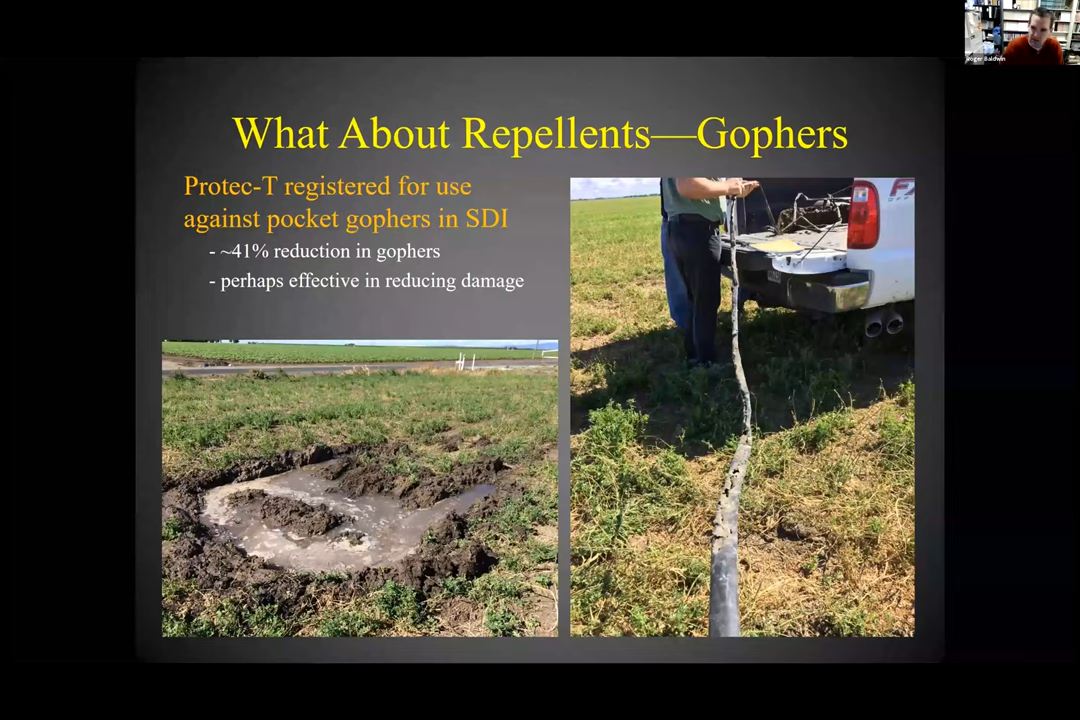 Roger Baldwin
What About Repellents—Gophers
Protec-T registered for use
against pocket gophers in SDI
- ~41% reduction in gophers
- perhaps effective in reducing damage